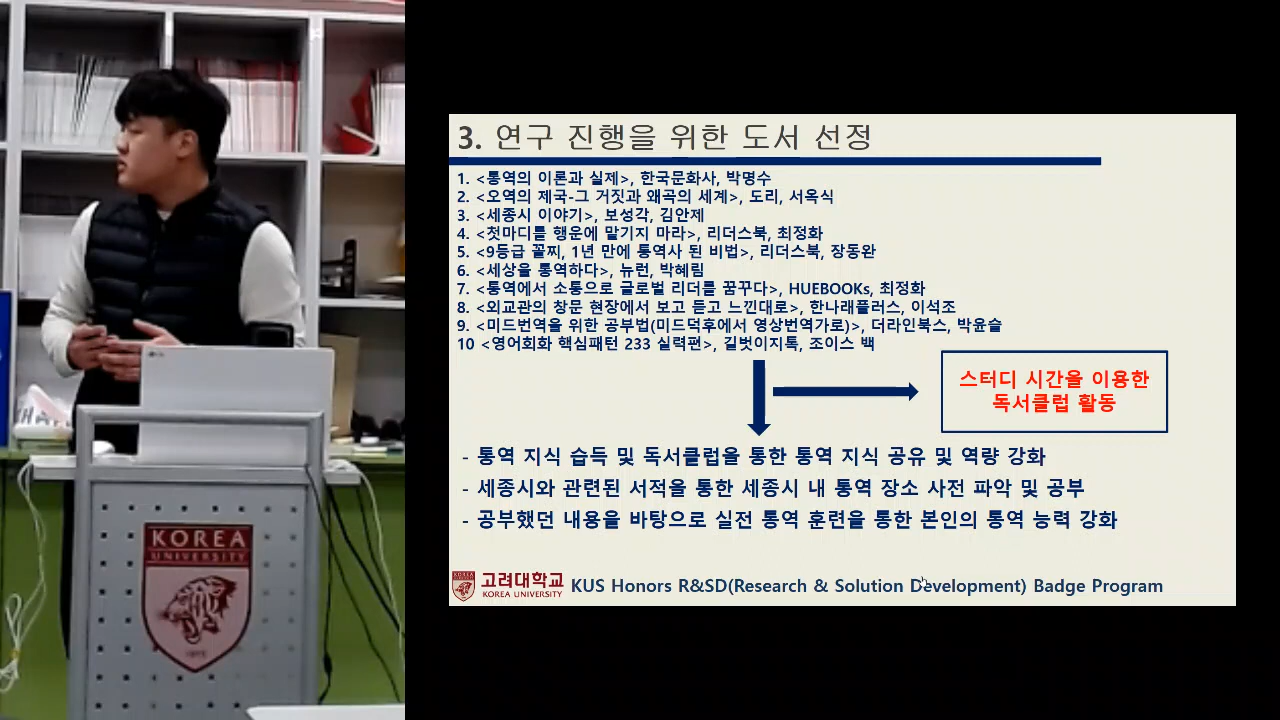 3. 연구 진행을 위한 도서 선정
1. <통역의 이론과 실제>, 한국문화사, 박명수
2. <오역의 제국-그 거짓과 왜곡의 세계>, 도리, 서옥식
3. <세종시 이야기>, 보성각, 김안제
4. <첫마디를 행운에 맡기지 마라>, 리더스북, 최정화
5. <9등급 꼴찌, 1년 만에 통역사 된 비법>, 리더스북, 장동완
6. <세상을 통역하다>, 뉴런, 박혜림
7. <통역에서 소통으로 글로벌 리더를 꿈꾸다>, HUEBOOKs, 최정화
8. <외교관의 창문 현장에서 보고 듣고 느낀대로>, 한나래플러스, 이석조
9. <미드번역을 위한 공부법(미드덕후에서 영상번역가로)>, 더라인북스, 박윤슬
10 <영어회화 핵심패턴 233 실력편>, 길벗이지톡, 조이스 백
스터디 시간을 이용한
독서클럽 활동
- 통역 지식 습득 및 독서클럽을 통한 통역 지식 공유 및 역량 강화
- 세종시와 관련된 서적을 통한 세종시 내 통역 장소 사전 파악 및 공부
- 공부했던 내용을 바탕으로 실전 통역 훈련을 통한 본인의 통역 능력 강화
고려대학교
KOREA UNIVERSITY
KUS Honors R&SD(Research & Solution Development) Badge Program
KOREA
UNIVERSITY
1905